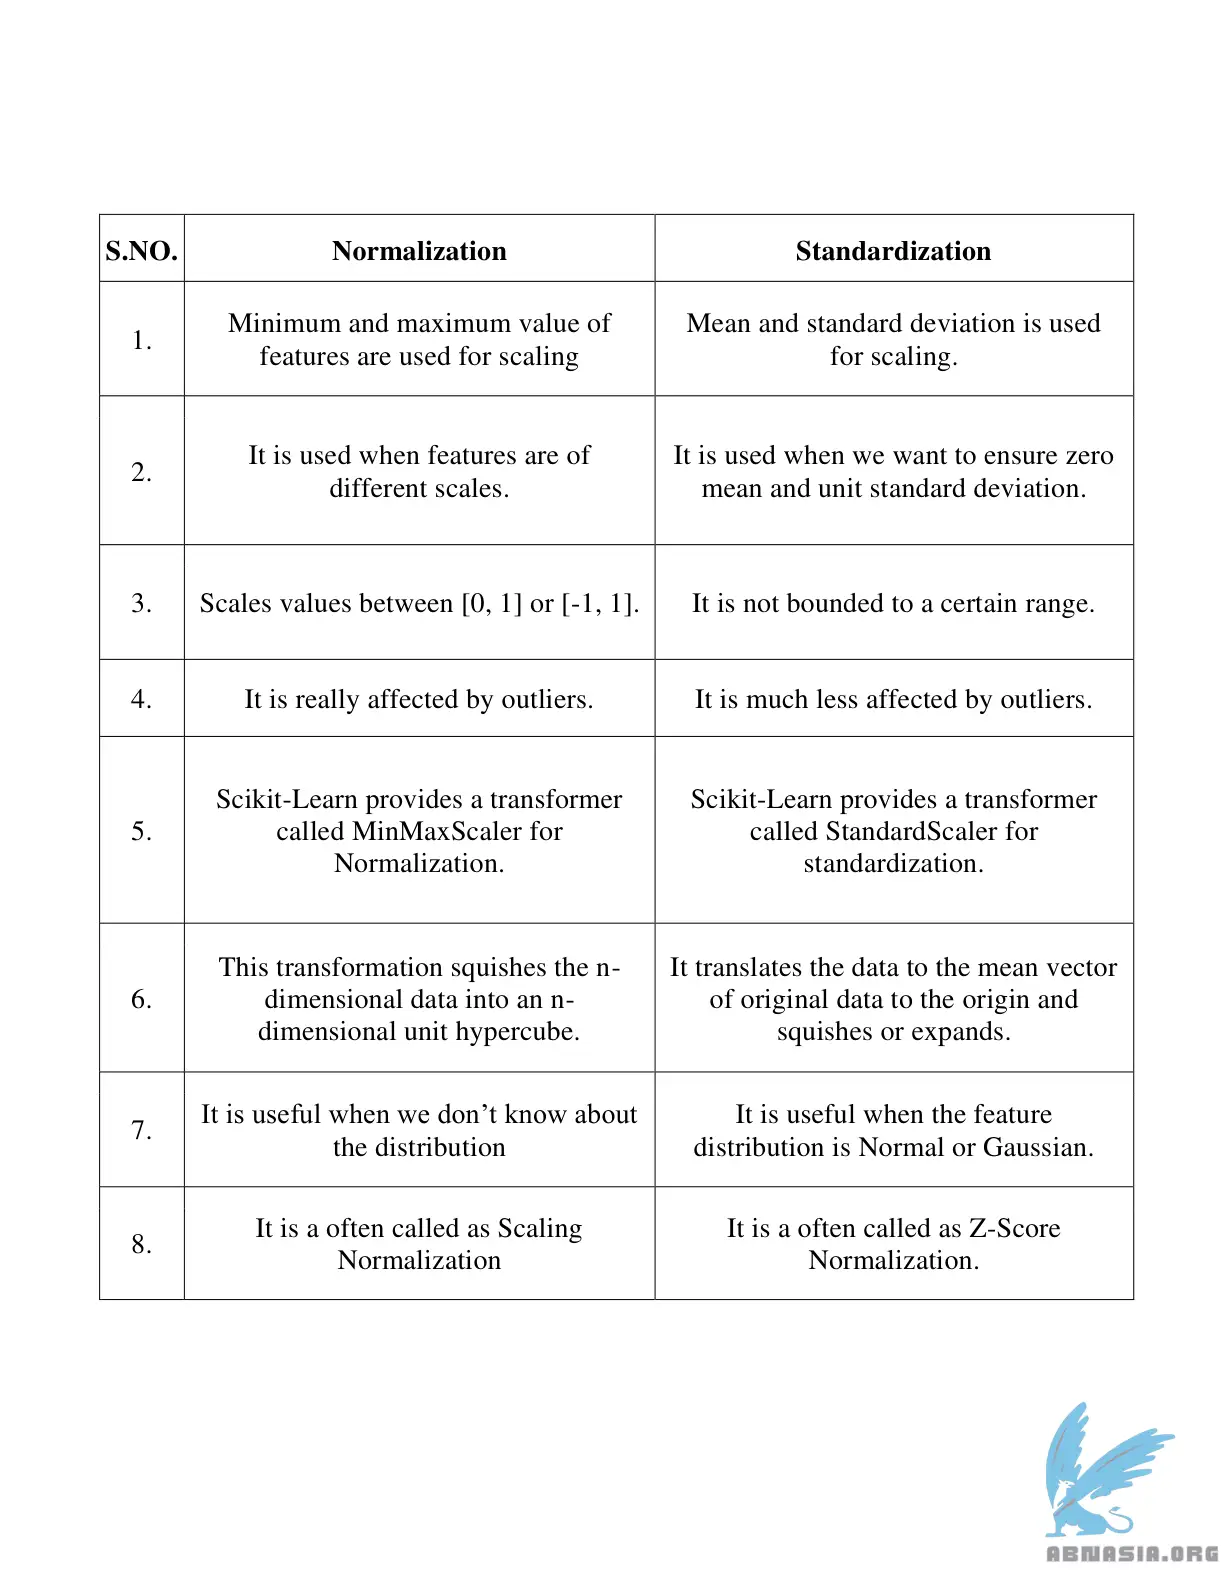 S.NO. Normalization Standardization
1. Minimum and maximum value of features are used for scaling Mean and standard deviation is used for scaling.
2. It is used when features are of different scales. It is used when we want to ensure zero mean and unit standard deviation.
3. Scales values between [0, 1] or [-1, 1]. It is not bounded to a certain range.
4. It is really affected by outliers. It is much less affected by outliers.
5. Scikit-Learn provides a transformer called MinMaxScaler for Normalization. Scikit-Learn provides a transformer called StandardScaler for standardization.
6. This transformation squishes the n-dimensional data into an n-dimensional unit hypercube. It translates the data to the mean vector of original data to the origin and squishes or expands.
7. It is useful when we don’t know about the distribution It is useful when the feature distribution is Normal or Gaussian.
8. It is a often called as Scaling Normalization It is a often called as Z-Score Normalization.
ABNASIA.ORG